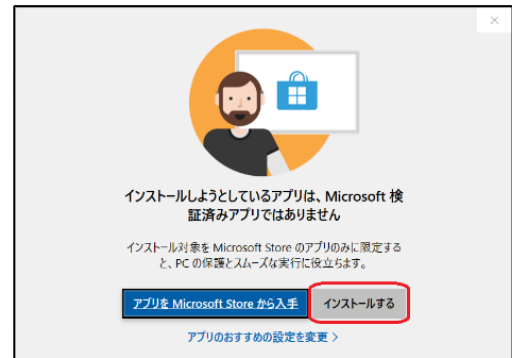 インストールしようとしているアプリは、Microsoft 検
証済みアプリではありません
インストール対象を Microsoft Store のアプリのみに限定する
と、PC の保護とスムーズな実行に役立ちます。
アプリを Microsoft Store から入手
インストールする
アプリのおすすめの設定を変更 >